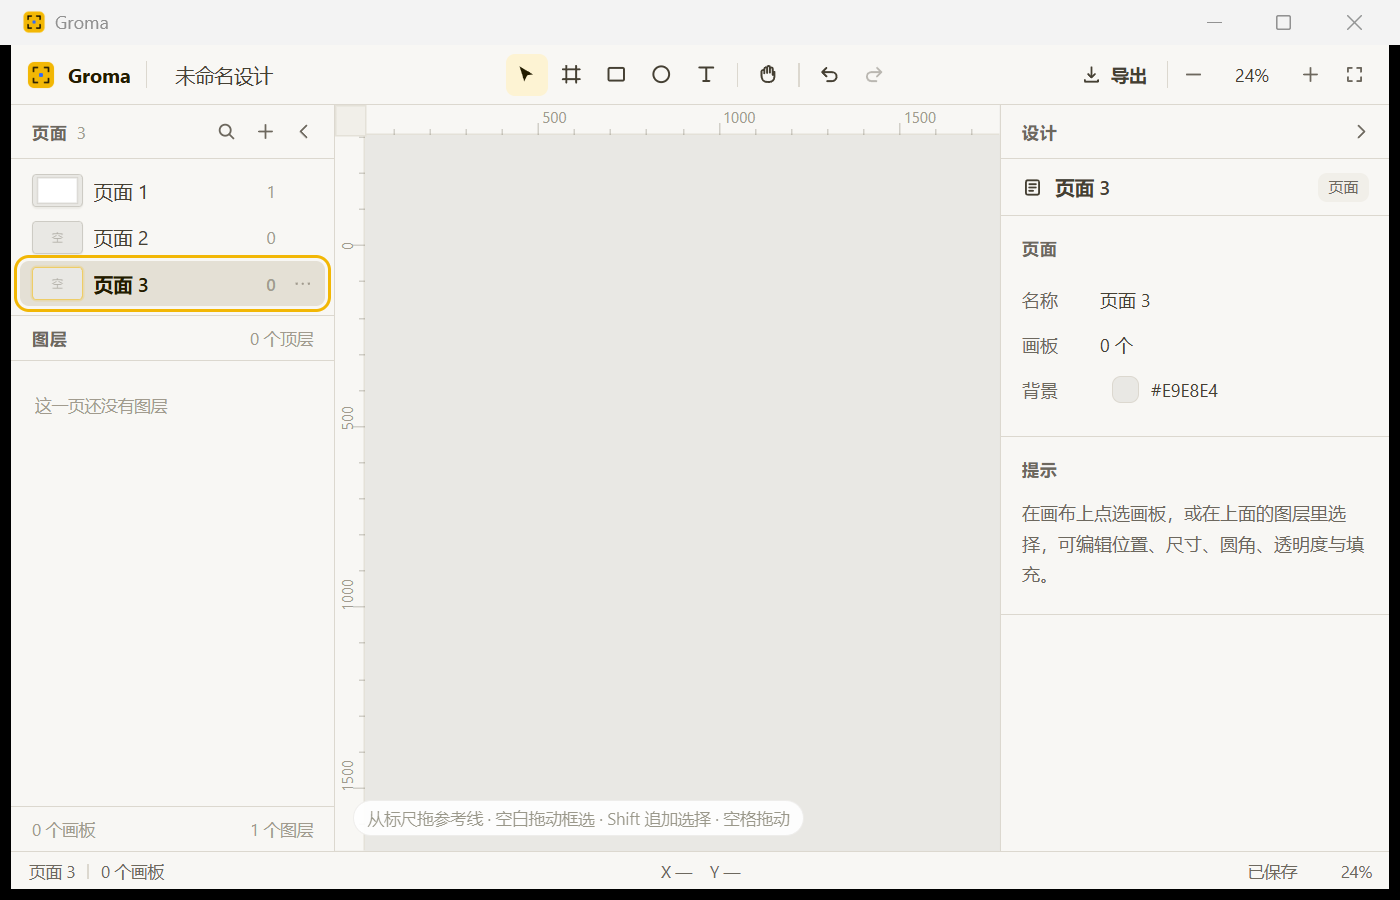 Groma
Groma
未命名设计
导出
24%
页面 3
页面 1
1
空
页面 2
0
空
页面 3
0
图层
0 个顶层
这一页还没有图层
0 个画板
1 个图层
500
1000
1500
0
500
1000
1500
从标尺拖参考线 · 空白拖动框选 · Shift 追加选择 · 空格拖动
设计
页面 3
页面
页面
名称
页面 3
画板
0 个
背景
#E9E8E4
提示
在画布上点选画板，或在上面的图层里选
择，可编辑位置、尺寸、圆角、透明度与填
充。
页面 3
0 个画板
X —
Y —
已保存
24%